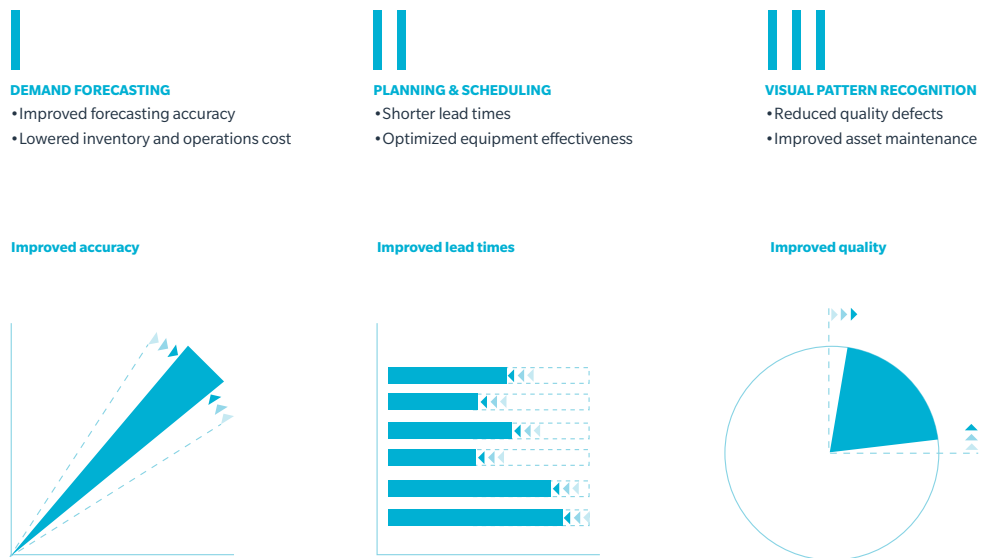 DEMAND FORECASTING
•Improved forecasting accuracy
•Lowered inventory and operations cost
PLANNING & SCHEDULING
•Shorter lead times
•Optimized equipment effectiveness
VISUAL PATTERN RECOGNITION
•Reduced quality defects
•Improved asset maintenance
Improved accuracy
Improved lead times
Improved quality